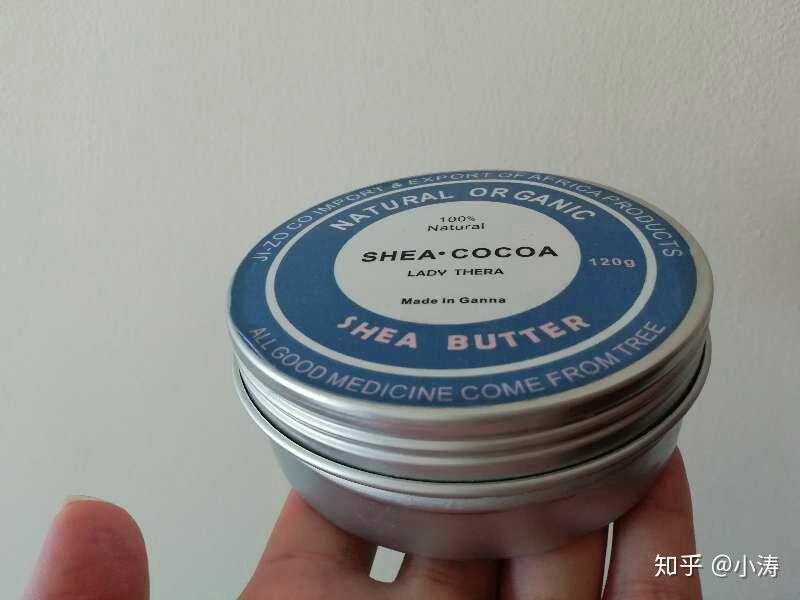 JI-ZO CO IMPORT & EXPORT OF AFRICA PRODUCTS
NATURAL ORGANIC
100%
Natural
SHEA·COCOA
LADY THERA
120g
Made in Ganna
SHEA BUTTER
ALL GOOD MEDICINE COME FROM TREE
知乎 @小涛